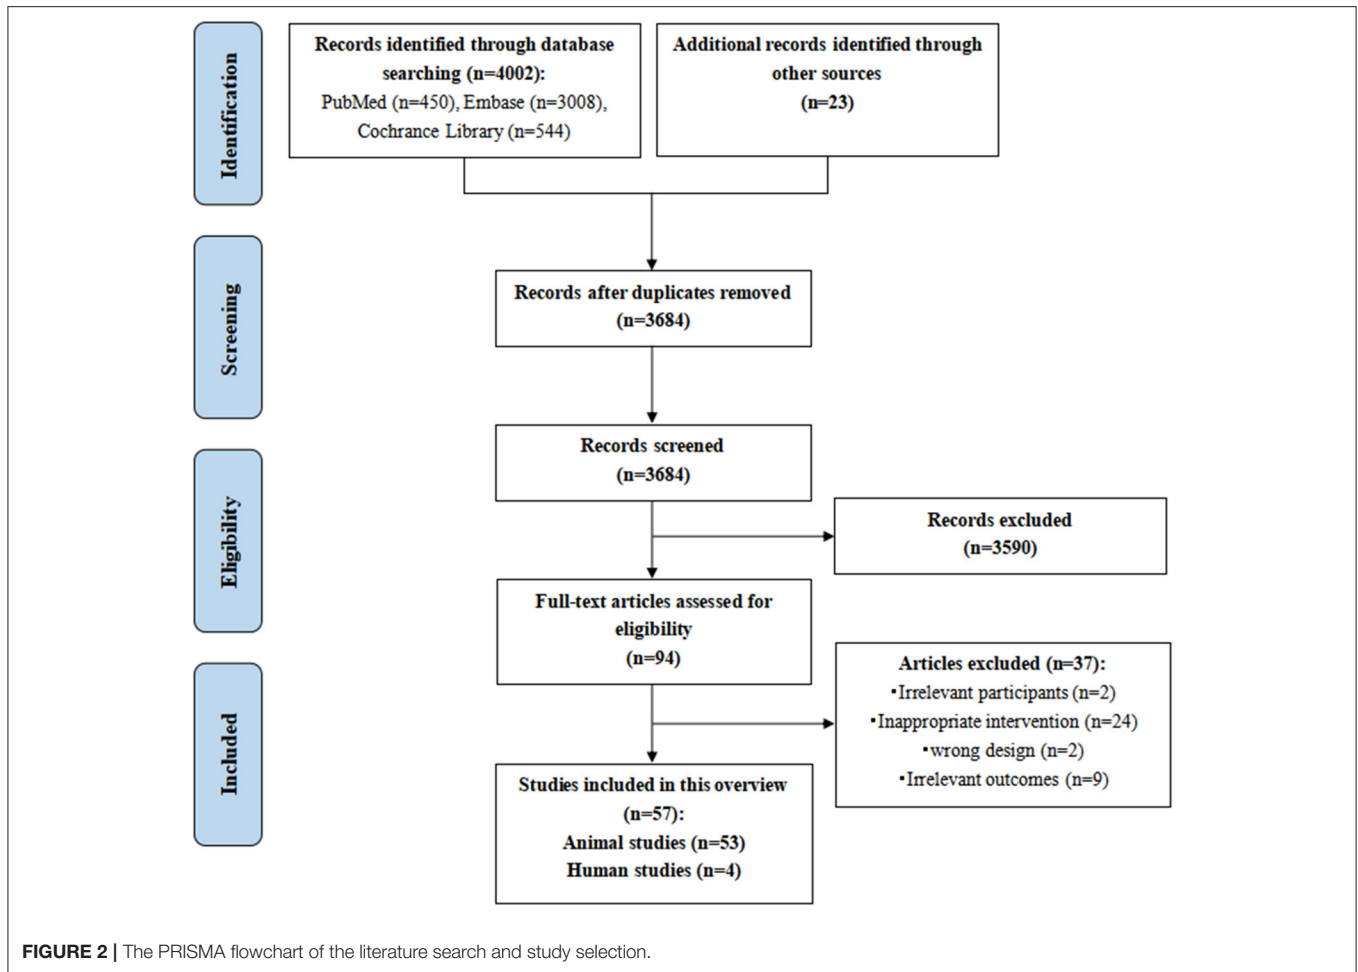 Identification
Records identified through database
searching (n=4002):
PubMed (n=450), Embase (n=3008),
Cochrance Library (n=544)
Additional records identified through
other sources
(n=23)
Screening
Records after duplicates removed
(n=3684)
Records screened
(n=3684)
Eligibility
Records excluded
(n=3590)
Full-text articles assessed for
eligibility
(n=94)
Included
Articles excluded (n=37):
▪Irrelevant participants (n=2)
▪Inappropriate intervention (n=24)
▪wrong design (n=2)
▪Irrelevant outcomes (n=9)
Studies included in this overview
(n=57):
Animal studies (n=53)
Human studies (n=4)
FIGURE 2 | The PRISMA flowchart of the literature search and study selection.